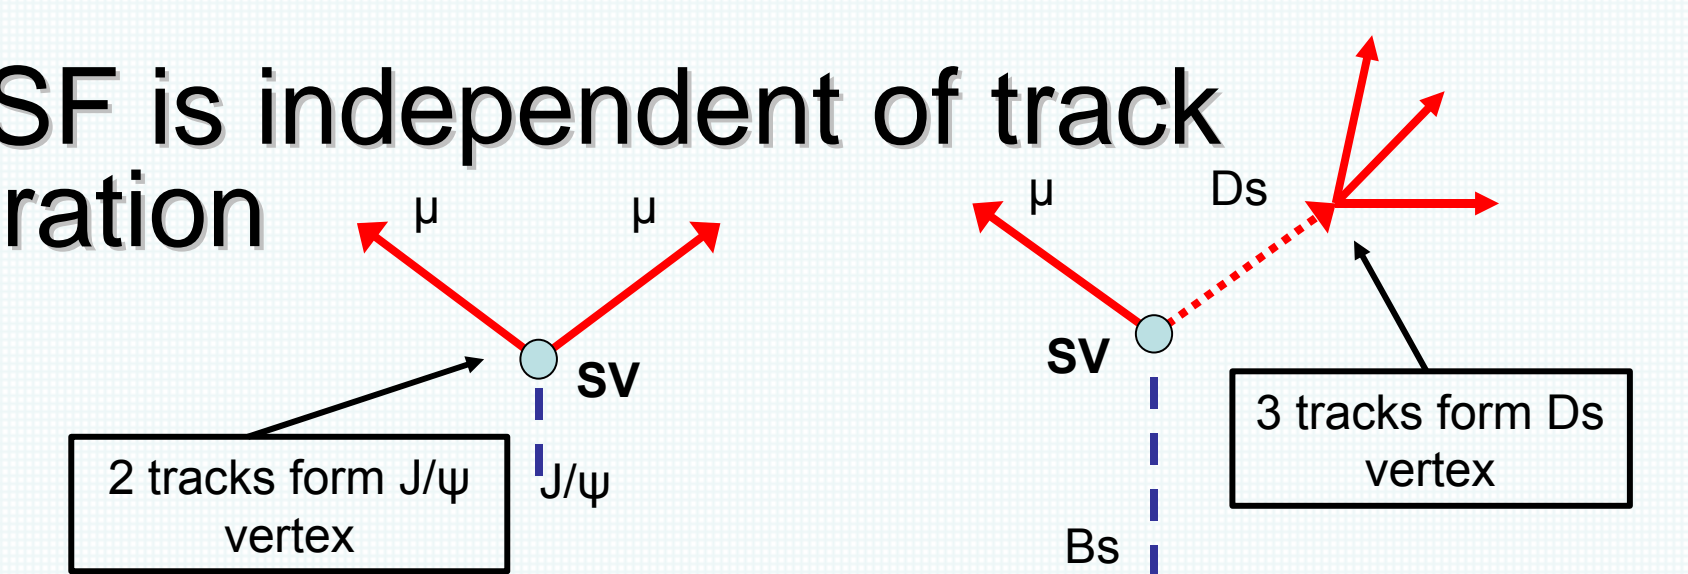 SF is independent of track
ration
μ
μ
μ
Ds
SV
SV
2 tracks form J/ψ
vertex
J/ψ
3 tracks form Ds
vertex
Bs